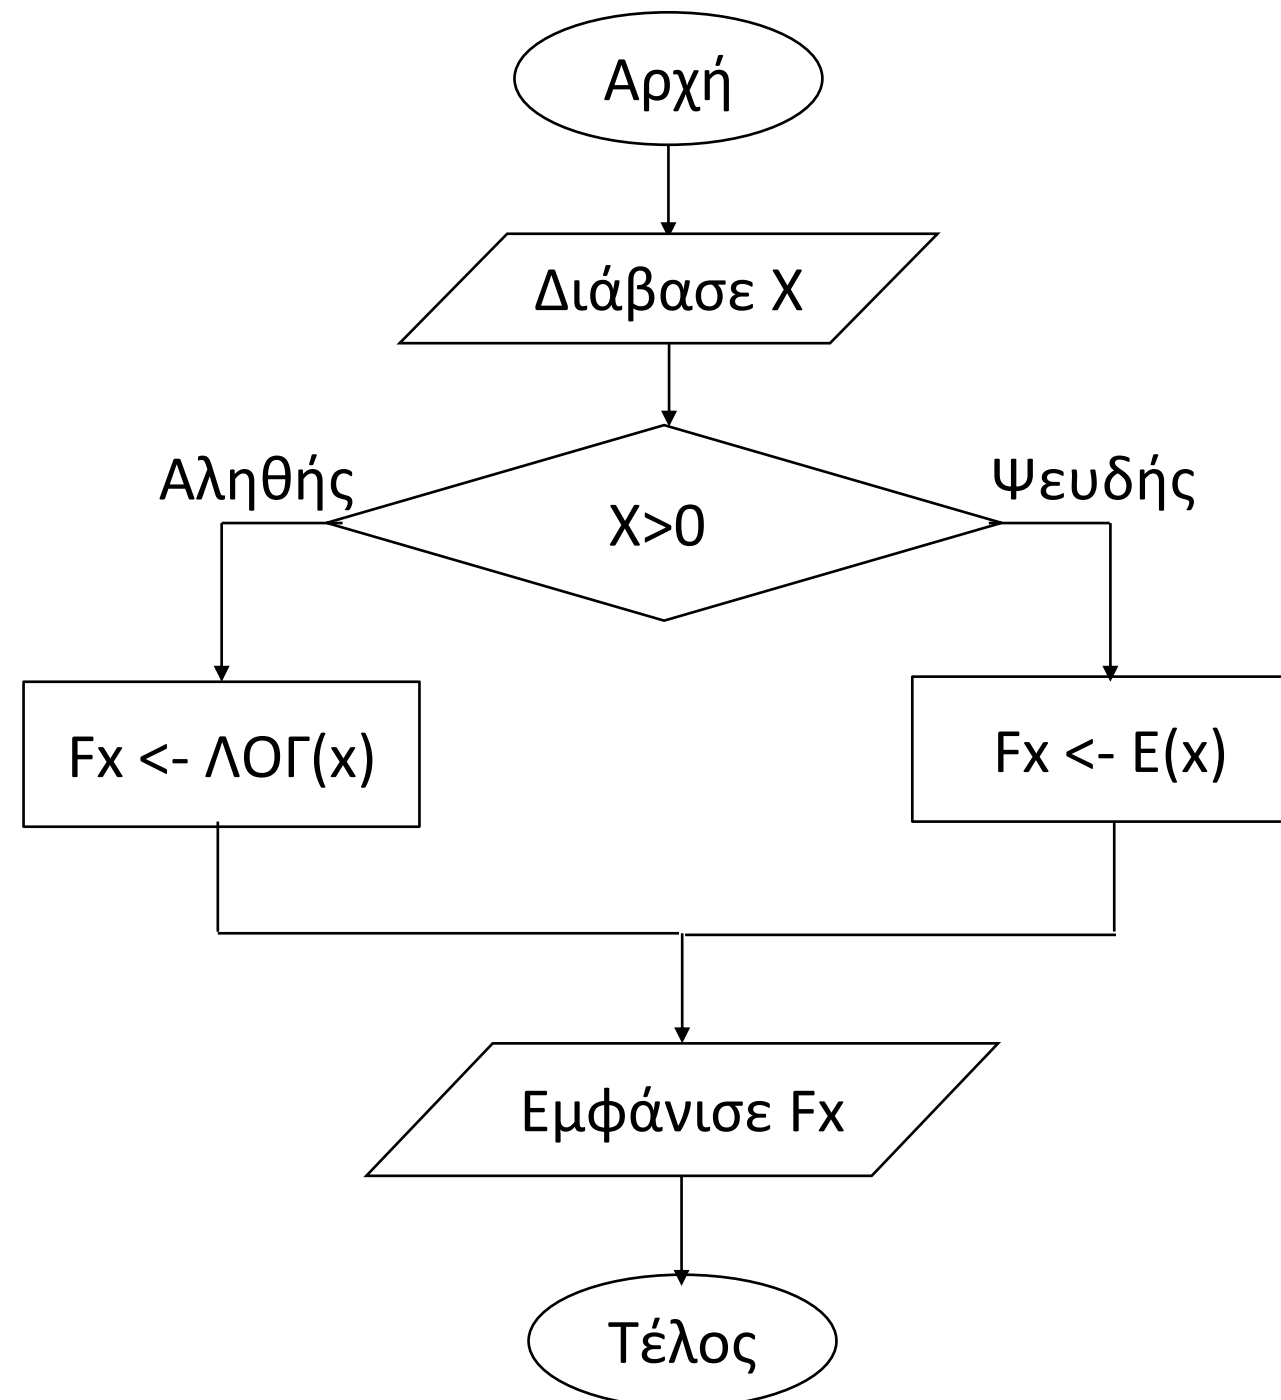 Αρχή
Διάβασε Χ
Αληθής
Ψευδής
Χ>0
Fx <- ΛΟΓ(x)
Fx <- Ε(x)
Εμφάνισε Fx
Τέλος